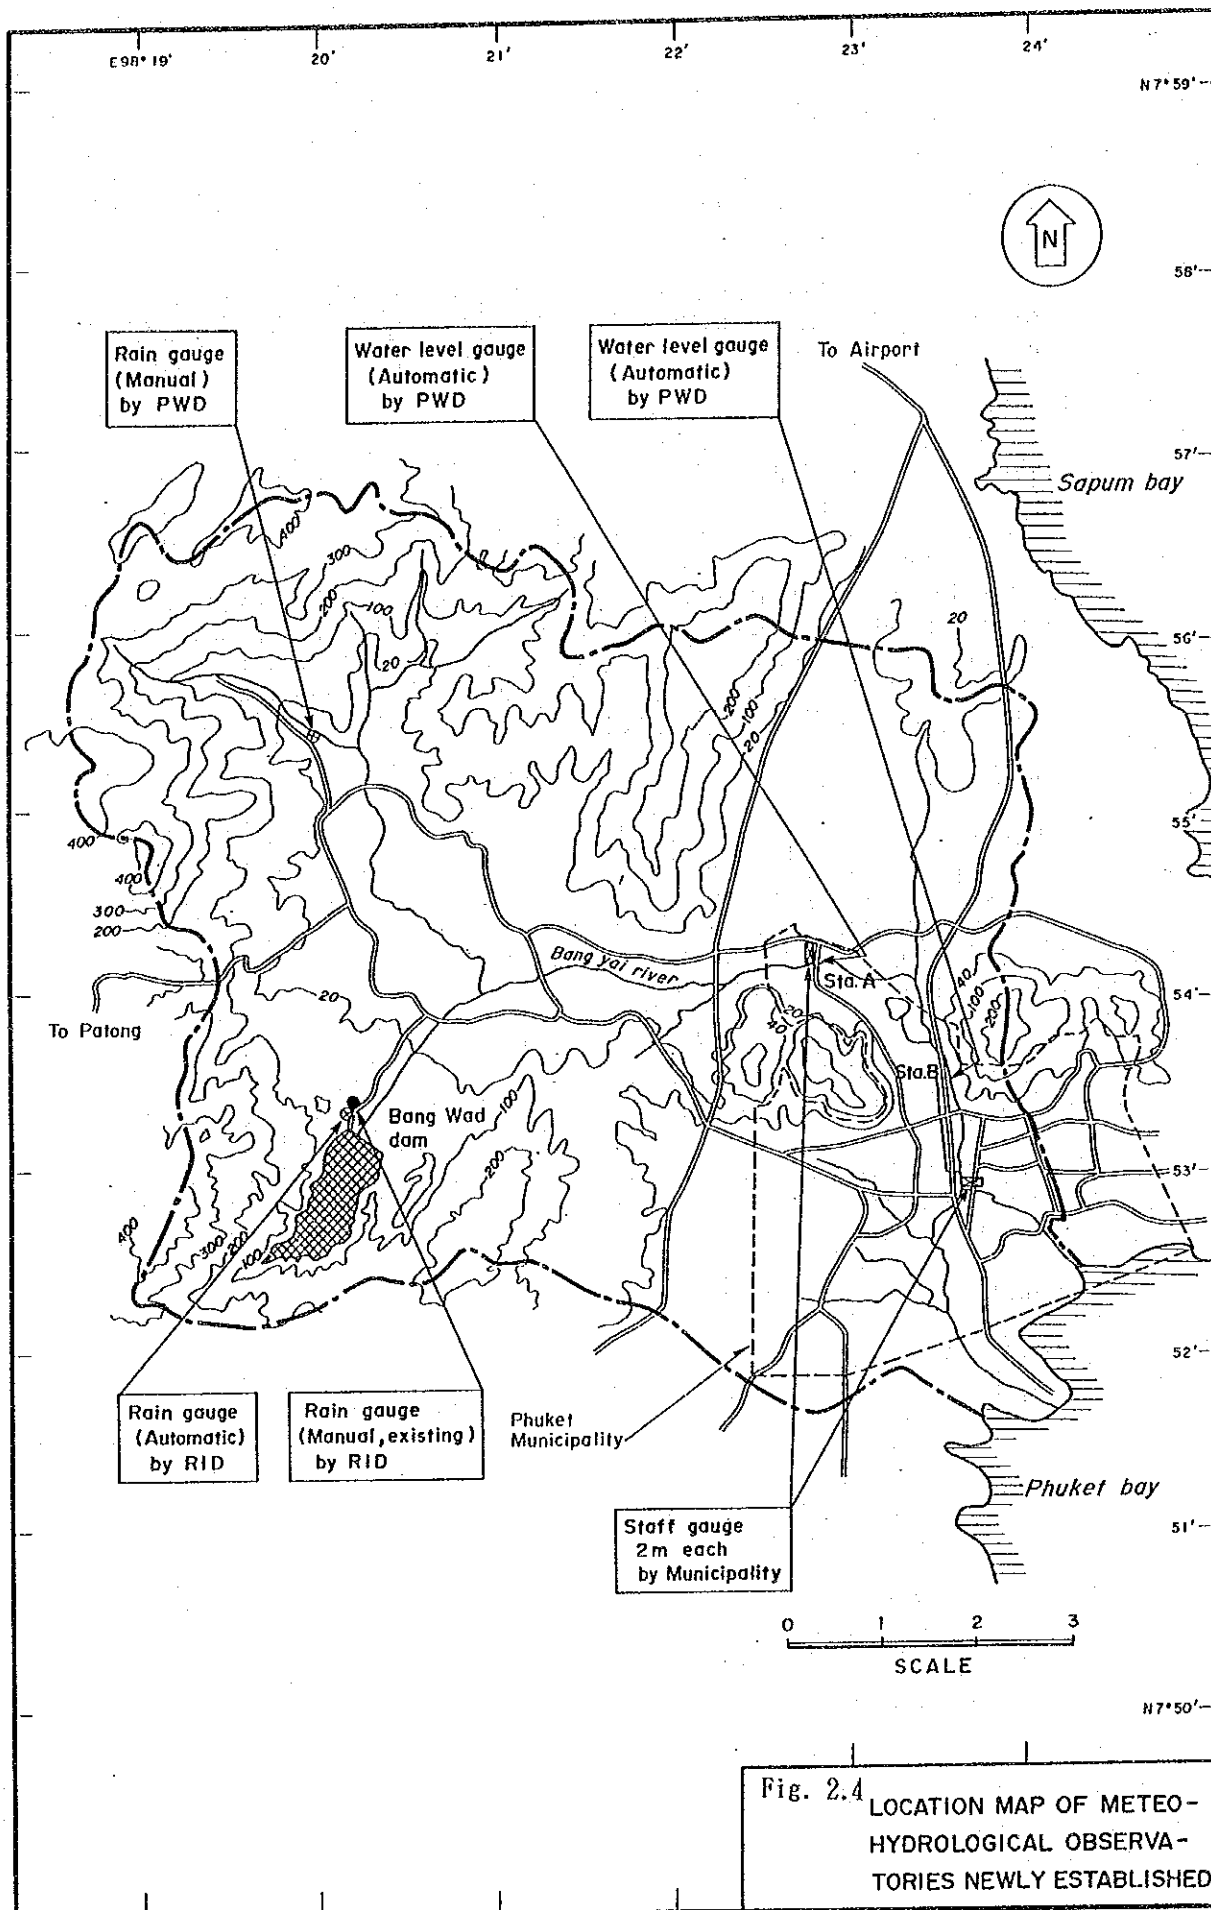 E98° 19'
20'
21'
22'
23'
24'
N7°59'
N
58'
Rain gauge
(Manual)
by PWD
Water level gauge
(Automatic)
by PWD
Water level gauge
(Automatic)
by PWD
To Airport
57'
Sapum bay
400
300
200
100
20
20
56'
200
100
20
55'
400
400
300
200
Bang yai river
Sta. A
20
40
40
100
200
54'
20
To Patong
Sta.B
Bang Wad
dam
100
200
53'
400
300
200
100
52'
Rain gauge
(Automatic)
by RID
Rain gauge
(Manual, existing)
by RID
Phuket
Municipality
Phuket bay
Staff gauge
2m each
by Municipality
51'
0 1 2 3
SCALE
N7°50'
Fig. 2.4
LOCATION MAP OF METEO-
HYDROLOGICAL OBSERVA-
TORIES NEWLY ESTABLISHED